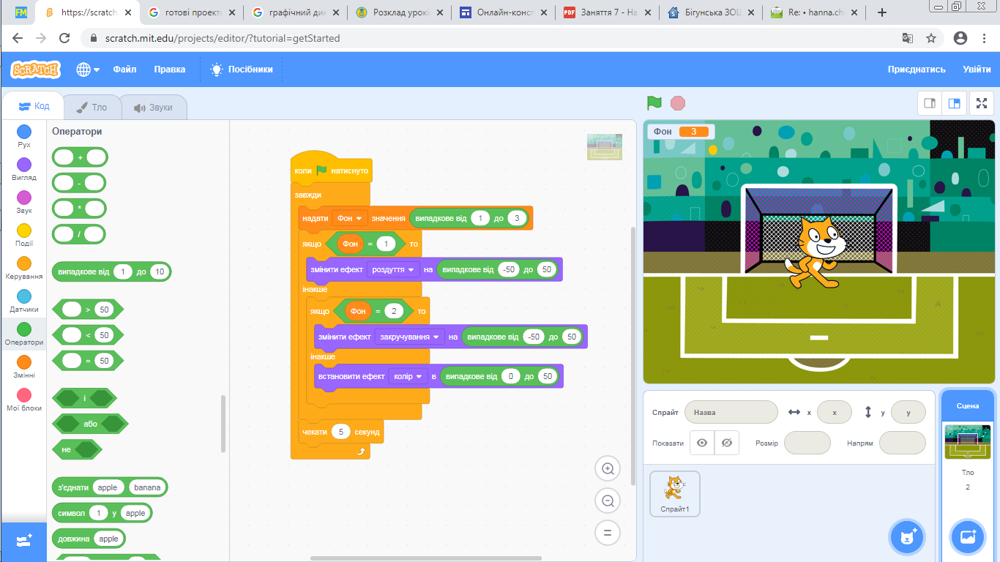 https://scratch.
готові проект
графічний дик
Розклад урокі
Онлайн-консп
Заняття 7 - На
Бігунська ЗОШ
Re: • hanna.ch
scratch.mit.edu/projects/editor/?tutorial=getStarted
SCRATCH
Файл
Правка
Посібники
Приєднатись
Увійти
Код
Тло
Звуки
Рух
Вигляд
Звук
Події
Керування
Датчики
Оператори
Змінні
Мої блоки
Оператори
+
-
*
/
випадкове від 1 до 10
> 50
< 50
= 50
і
або
не
з'єднати apple banana
символ 1 у apple
довжина apple
коли натиснуто
завжди
надати Фон значення випадкове від 1 до 3
якщо Фон = 1 то
змінити ефект роздуття на випадкове від -50 до 50
інакше
якщо Фон = 2 то
змінити ефект закручування на випадкове від -50 до 50
інакше
встановити ефект колір в випадкове від 0 до 50
чекати 5 секунд
Фон 3
Спрайт Назва x x y y
Показати Розмір Напрям
Спрайт1
Сцена
Тло
2